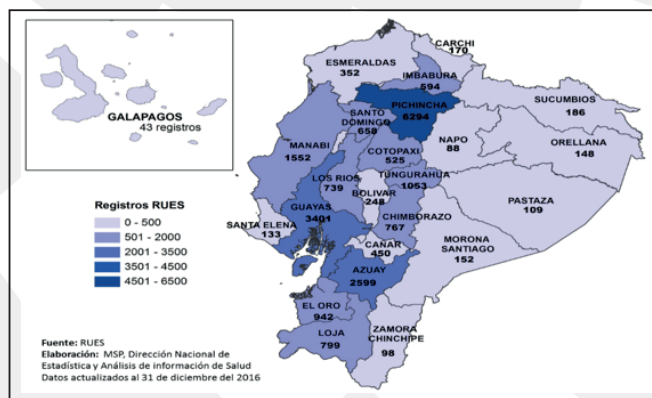 GALAPAGOS
43 registros
Registros RUES
0 - 500
501 - 2000
2001 - 3500
3501 - 4500
4501 - 6500
CARCHI
170
ESMERALDAS
352
IMBABURA
594
PICHINCHA
6294
SUCUMBIOS
186
SANTO
DOMINGO
658
NAPO
88
ORELLANA
148
MANABI
1552
COTOPAXI
525
LOS RIOS
739
TUNGURAHUA
1053
BOLIVAR
248
PASTAZA
109
GUAYAS
3401
CHIMBORAZO
767
SANTA ELENA
133
CAÑAR
450
MORONA
SANTIAGO
152
AZUAY
2599
EL ORO
942
LOJA
799
ZAMORA
CHINCHIPE
98
Fuente: RUES
Elaboración: MSP, Dirección Nacional de
Estadística y Análisis de información de Salud
Datos actualizados al 31 de diciembre del 2016